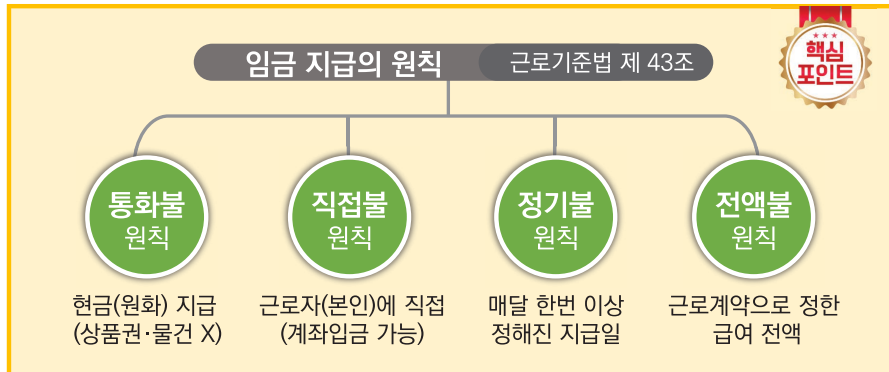 임금 지급의 원칙 근로기준법 제 43조
핵심
포인트
통화불
원칙
현금(원화) 지급
(상품권·물건 X)
직접불
원칙
근로자(본인)에 직접
(계좌입금 가능)
정기불
원칙
매달 한번 이상
정해진 지급일
전액불
원칙
근로계약으로 정한
급여 전액